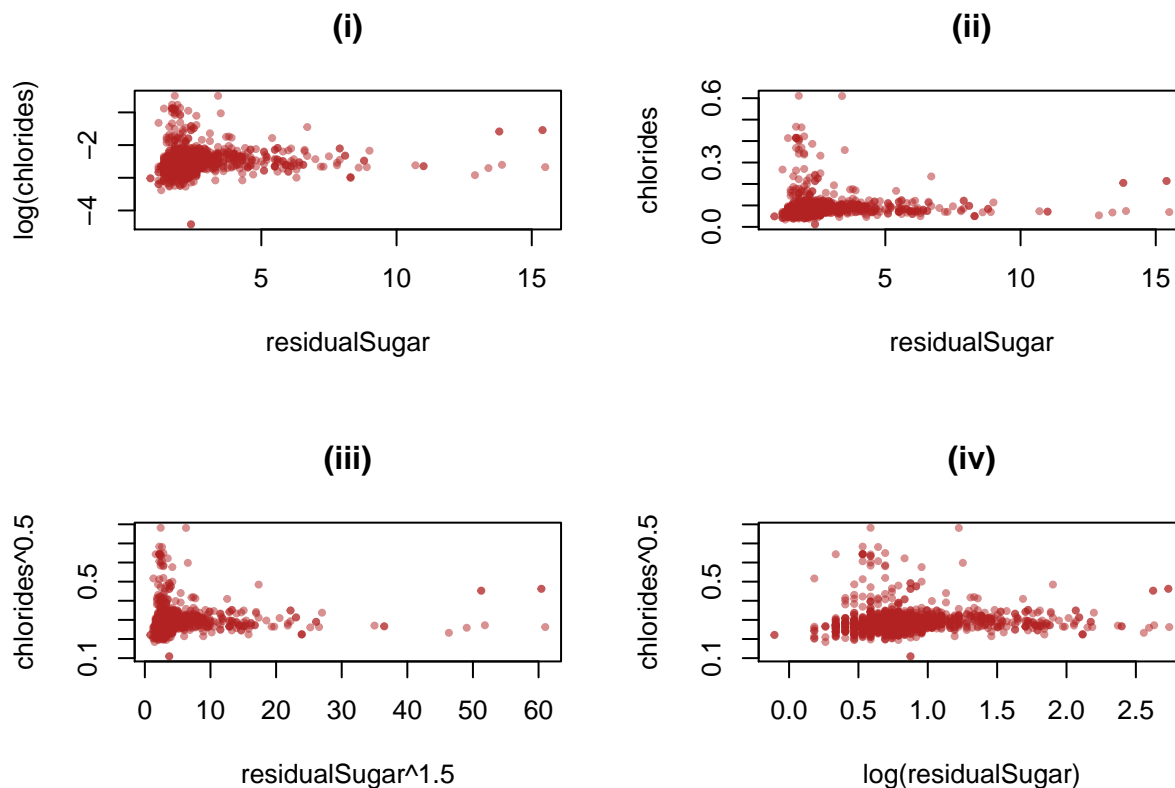 (i)
log(chlorides)
−2
−4
5
10
15
residualSugar
(ii)
chlorides
0.6
0.3
0.0
5
10
15
residualSugar
(iii)
chlorides^0.5
0.5
0.1
0
10
20
30
40
50
60
residualSugar^1.5
(iv)
chlorides^0.5
0.5
0.1
0.0
0.5
1.0
1.5
2.0
2.5
log(residualSugar)